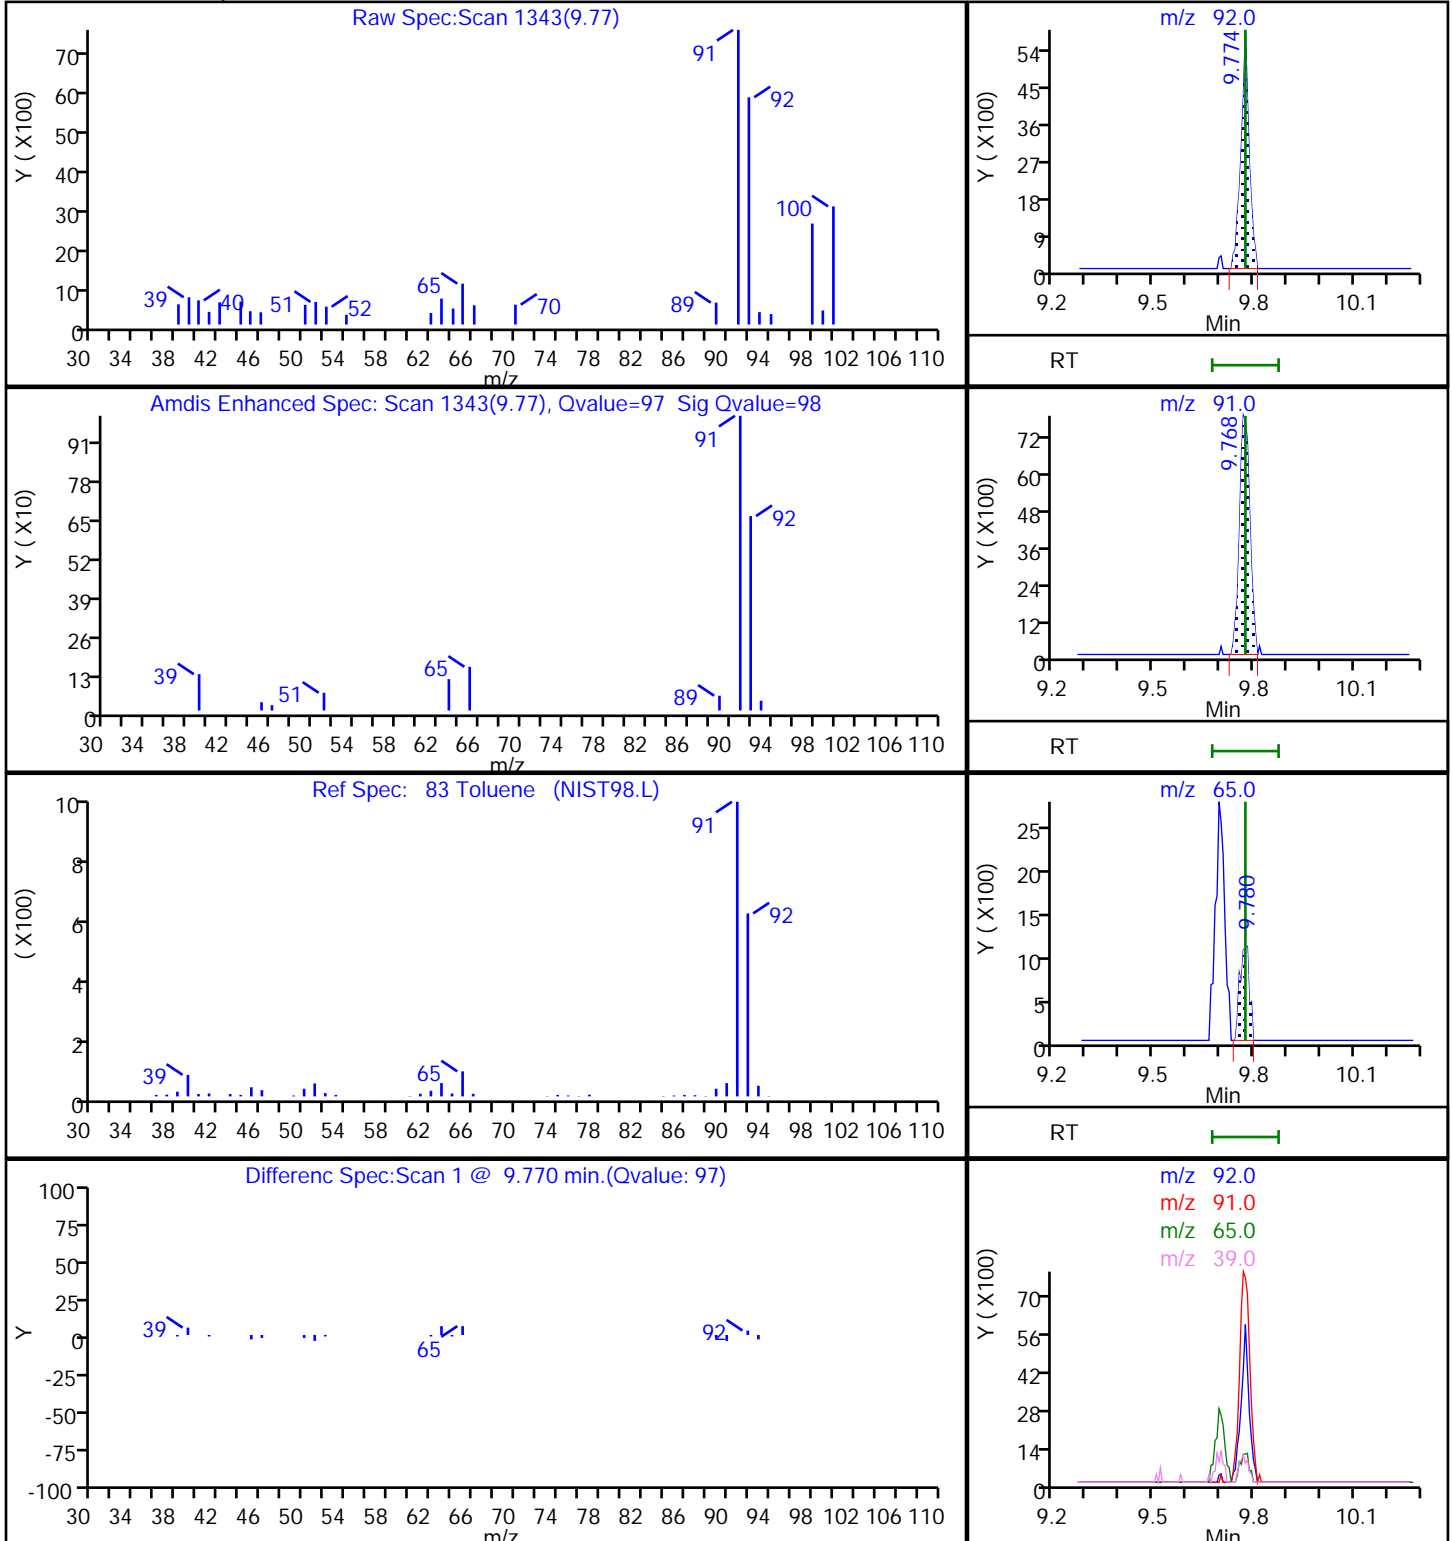 Raw Spec:Scan 1343(9.77)
Y ( X100)
70
60
50
40
30
20
10
0
91
92
100
39
40
51
52
65
70
89
30 34 38 42 46 50 54 58 62 66 70 74 78 82 86 90 94 98 102 106 110
m/z
m/z 92.0
Y ( X100)
54
45
36
27
18
9
0
9.774
9.2 9.5 9.8 10.1
Min
RT
Amdis Enhanced Spec: Scan 1343(9.77), Qvalue=97 Sig Qvalue=98
Y ( X10)
91
78
65
52
39
26
13
0
91
92
39
51
65
89
30 34 38 42 46 50 54 58 62 66 70 74 78 82 86 90 94 98 102 106 110
m/z
m/z 91.0
Y ( X100)
72
60
48
36
24
12
0
9.768
9.2 9.5 9.8 10.1
Min
RT
Ref Spec: 83 Toluene (NIST98.L)
( X100)
10
8
6
4
2
0
91
92
39
65
30 34 38 42 46 50 54 58 62 66 70 74 78 82 86 90 94 98 102 106 110
m/z 65.0
Y ( X100)
25
20
15
10
5
0
9.780
9.2 9.5 9.8 10.1
Min
RT
Differenc Spec:Scan 1 @ 9.770 min.(Qvalue: 97)
Y
100
75
50
25
0
-25
-50
-75
-100
39
65
92
30 34 38 42 46 50 54 58 62 66 70 74 78 82 86 90 94 98 102 106 110
m/z
m/z 92.0
m/z 91.0
m/z 65.0
m/z 39.0
Y ( X100)
70
56
42
28
14
0
9.2 9.5 9.8 10.1
Min